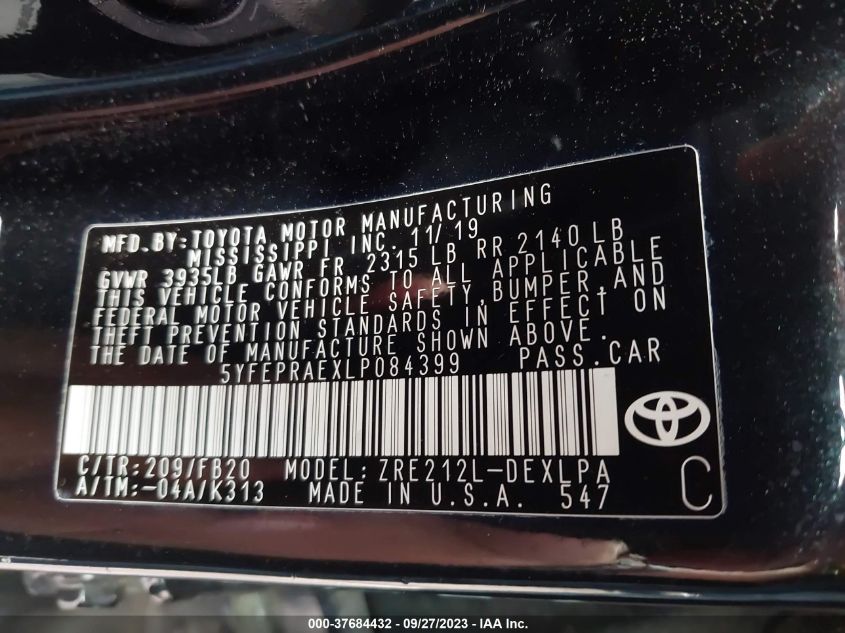 MFD. BY: TOYOTA MOTOR MANUFACTURING
MISSISSIPPI INC. 11/19
GVWR 3935LB GAWR FR 2315 LB RR 2140LB
THIS VEHICLE CONFORMS TO ALL APPLICABLE
FEDERAL MOTOR VEHICLE SAFETY, BUMPER, AND
THEFT PREVENTION STANDARDS IN EFFECT ON
THE DATE OF MANUFACTURE SHOWN ABOVE.
5YFEPRAEXLP084399 PASS.CAR
C/TR:209/FB20 MODEL: ZRE212L-DEXLPA
A/TM:-04A/K313 MADE IN U.S.A. 547
C
000-37684432 - 09/27/2023 - © IAA Inc.